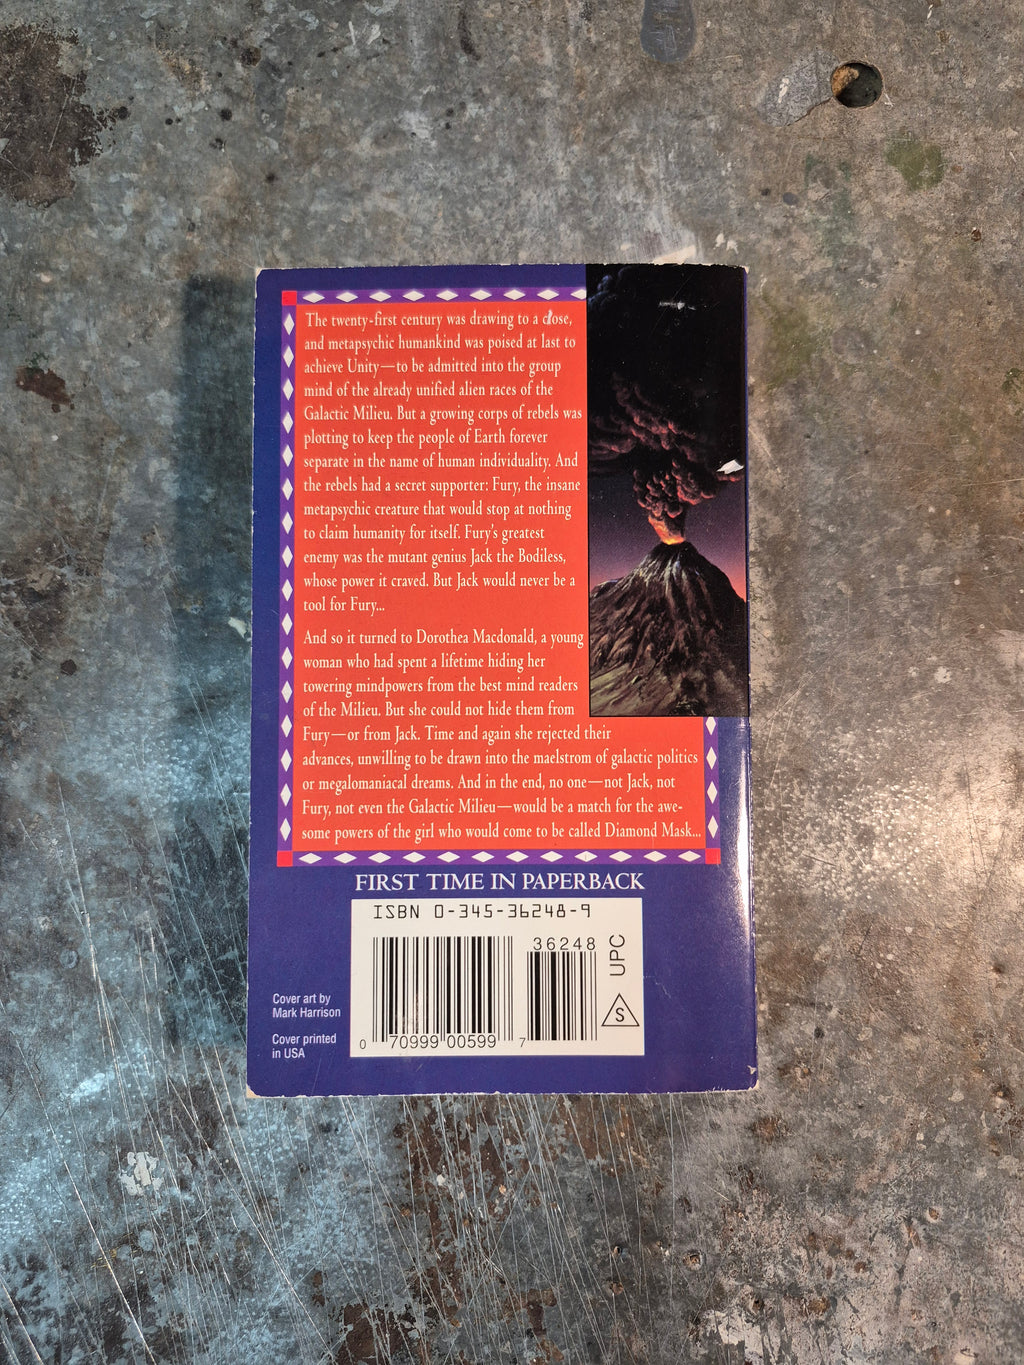 The twenty-first century was drawing to a close,
and metapsychic humankind was poised at last to
achieve Unity—to be admitted into the group
mind of the already unified alien races of the
Galactic Milieu. But a growing corps of rebels was
plotting to keep the people of Earth forever
separate in the name of human individuality. And
the rebels had a secret supporter: Fury, the insane
metapsychic creature that would stop at nothing
to claim humanity for itself. Fury's greatest
enemy was the mutant genius Jack the Bodiless,
whose power it craved. But Jack would never be a
tool for Fury...
And so it turned to Dorothea Macdonald, a young
woman who had spent a lifetime hiding her
towering mindpowers from the best mind readers
of the Milieu. But she could not hide them from
Fury—or from Jack. Time and again she rejected their
advances, unwilling to be drawn into the maelstrom of galactic politics
or megalomaniacal dreams. And in the end, no one—not Jack, not
Fury, not even the Galactic Milieu—would be a match for the awe-
some powers of the girl who would come to be called Diamond Mask...
FIRST TIME IN PAPERBACK
ISBN 0-345-36248-9
36248
UPC
S
0 70999 00599 7
Cover art by
Mark Harrison
Cover printed
in USA